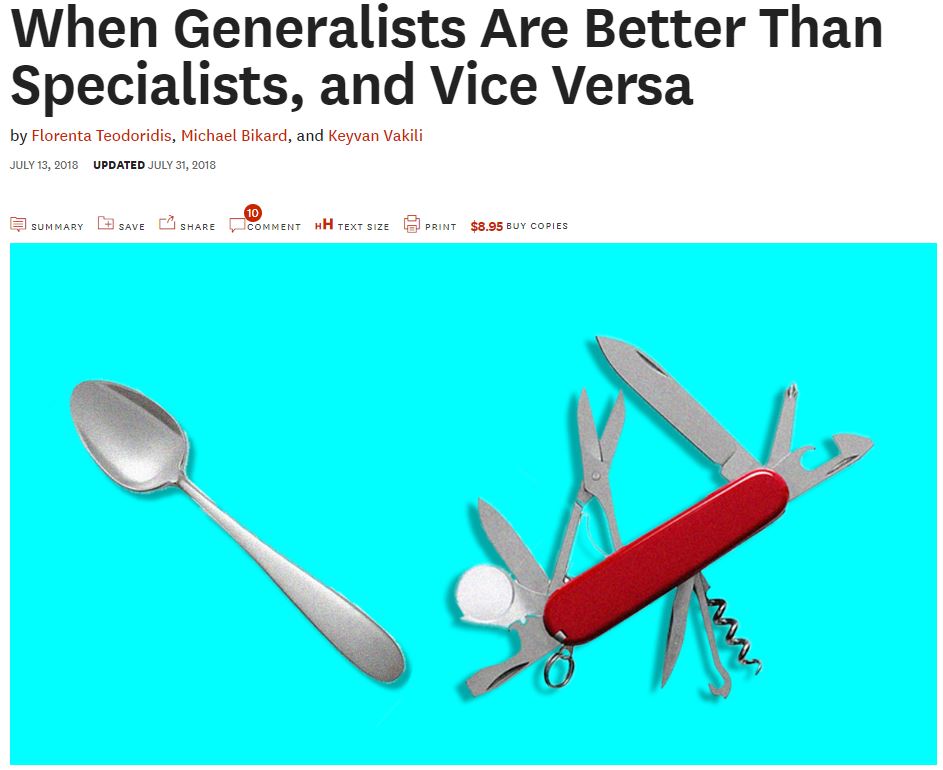 When Generalists Are Better Than
Specialists, and Vice Versa
by Florenta Teodoridis, Michael Bikard, and Keyvan Vakili
JULY 13, 2018 UPDATED JULY 31, 2018
SUMMARY SAVE SHARE 10 COMMENT HH TEXT SIZE PRINT $8.95 BUY COPIES